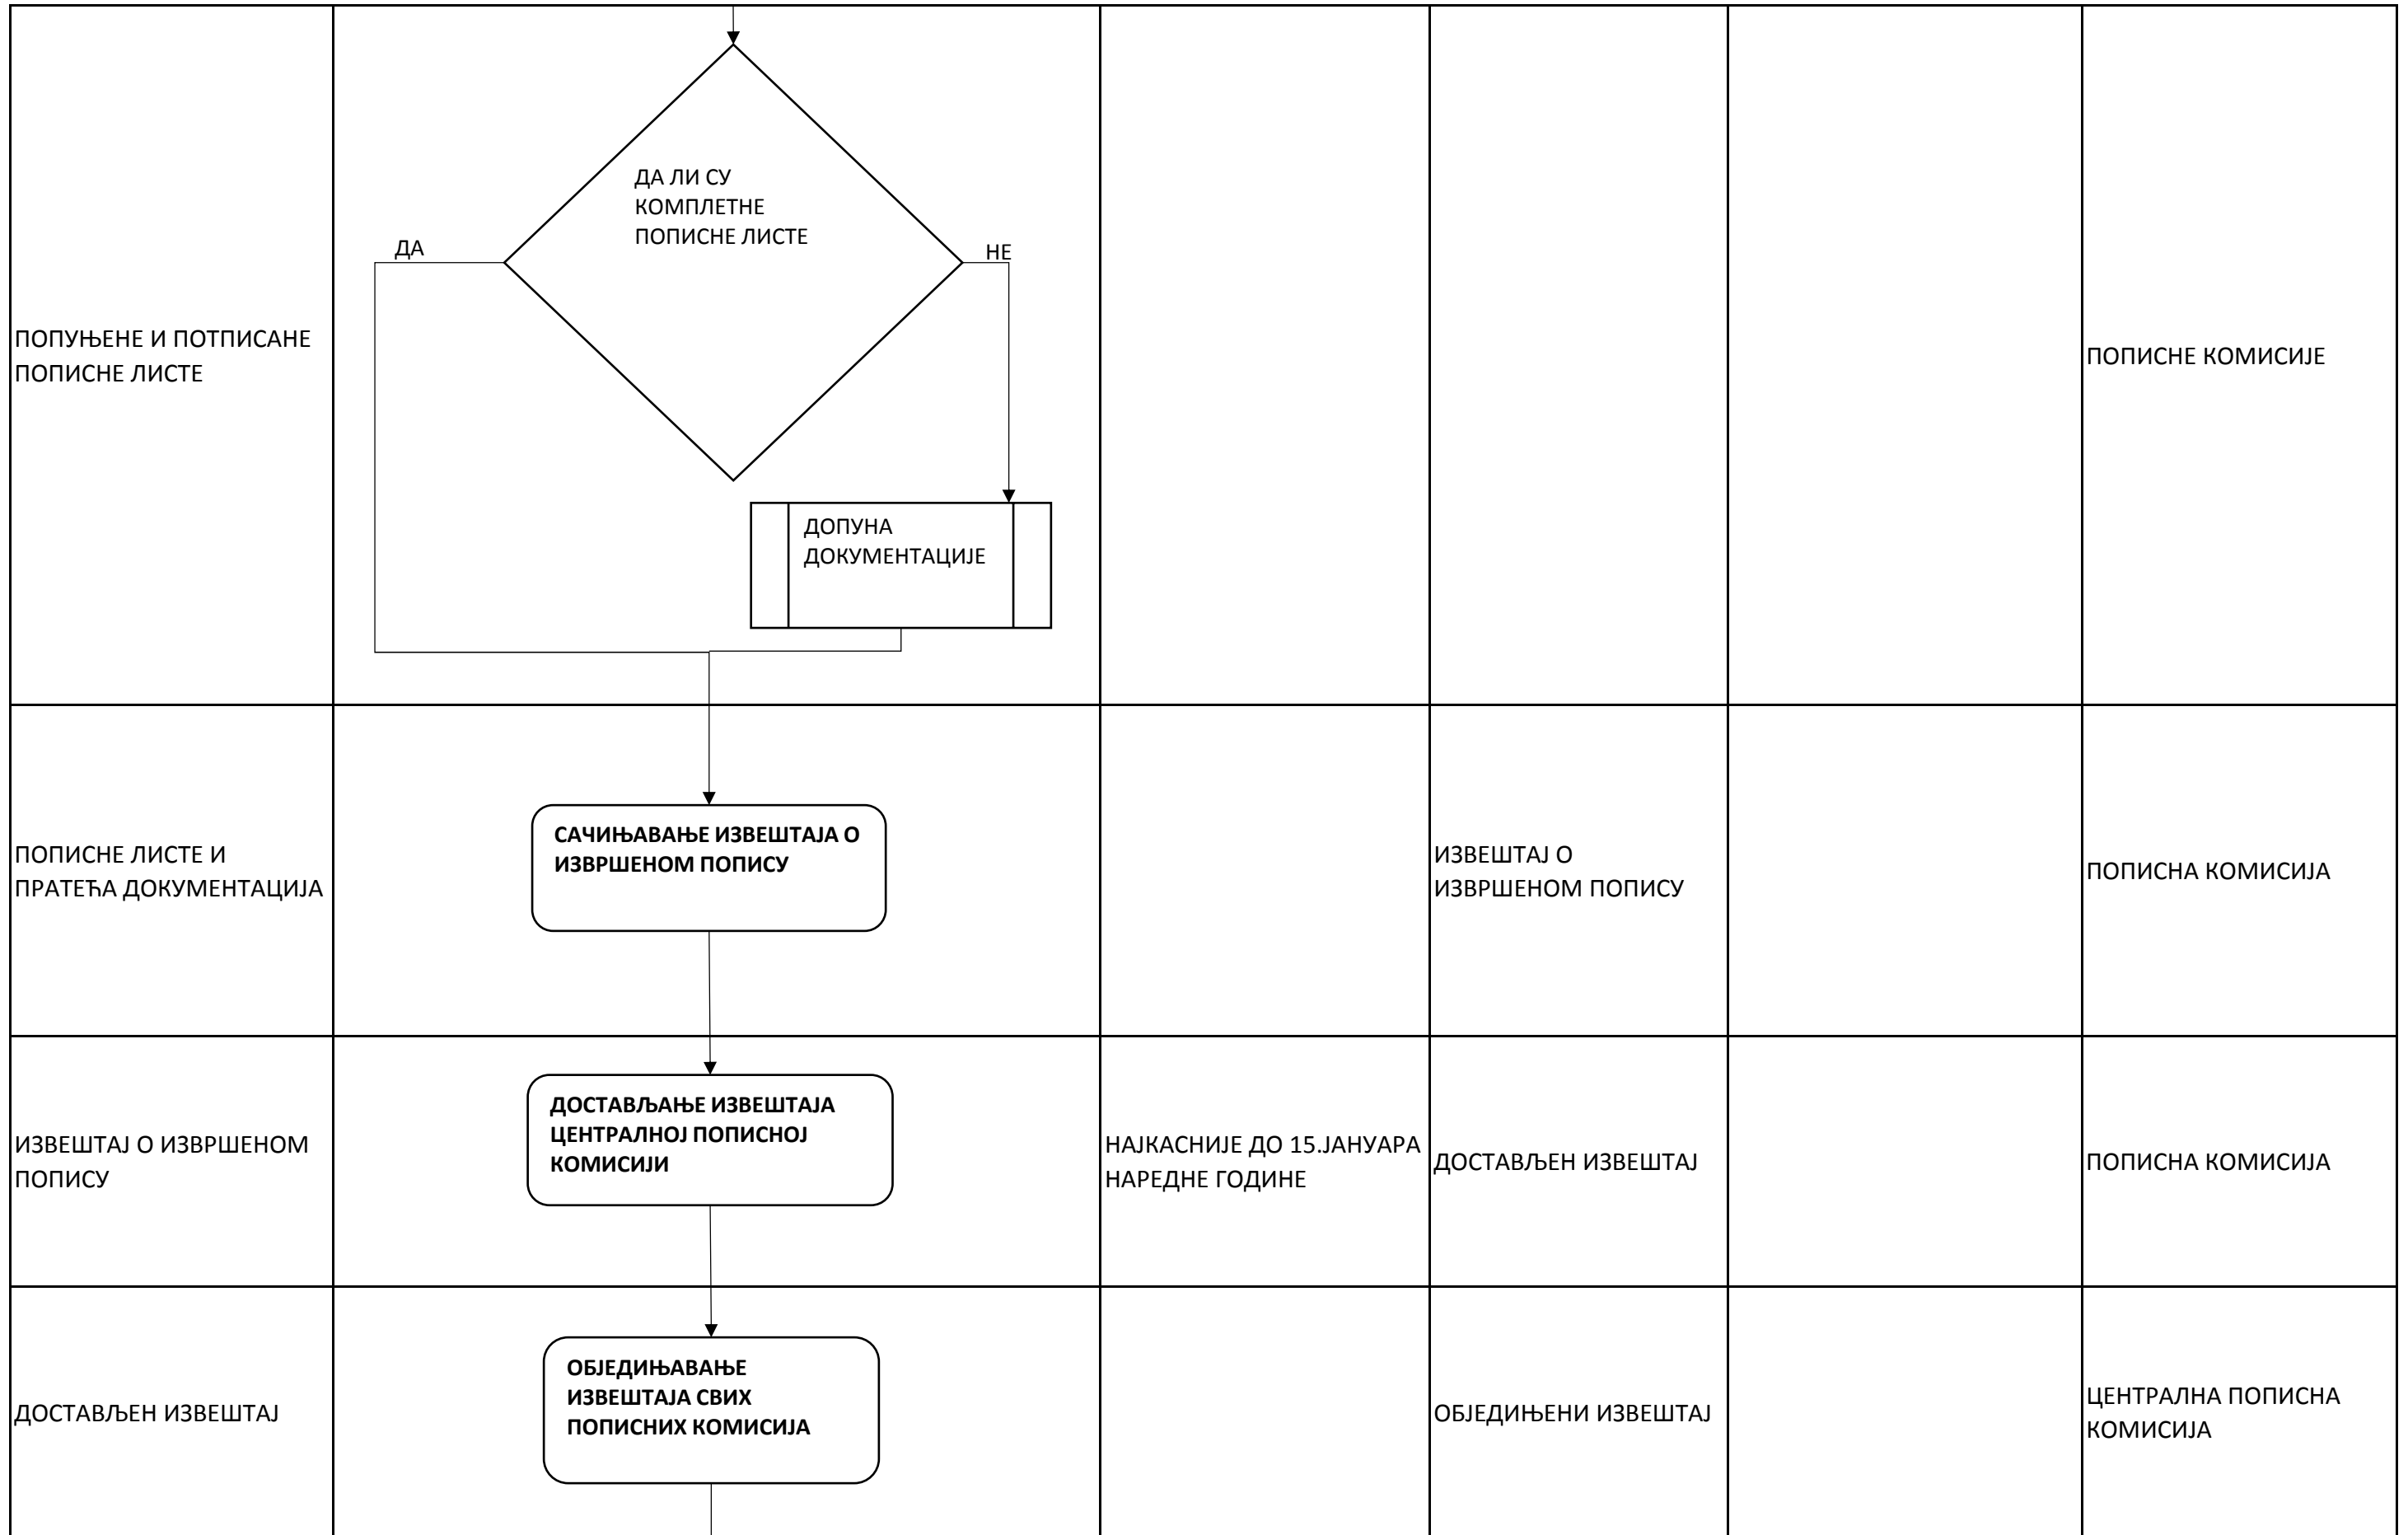 ПОПУЊЕНЕ И ПОТПИСАНЕ
ПОПИСНЕ ЛИСТЕ
ДА ЛИ СУ
КОМПЛЕТНЕ
ПОПИСНЕ ЛИСТЕ
ДА
НЕ
ДОПУНА
ДОКУМЕНТАЦИЈЕ
ПОПИСНЕ КОМИСИЈЕ
ПОПИСНЕ ЛИСТЕ И
ПРАТЕЋА ДОКУМЕНТАЦИЈА
САЧИЊАВАЊЕ ИЗВЕШТАЈА О
ИЗВРШЕНОМ ПОПИСУ
ИЗВЕШТАЈ О
ИЗВРШЕНОМ ПОПИСУ
ПОПИСНА КОМИСИЈА
ИЗВЕШТАЈ О ИЗВРШЕНОМ
ПОПИСУ
ДОСТАВЉАЊЕ ИЗВЕШТАЈА
ЦЕНТРАЛНОЈ ПОПИСНОЈ
КОМИСИЈИ
НАЈКАСНИЈЕ ДО 15.ЈАНУАРА
НАРЕДНЕ ГОДИНЕ
ДОСТАВЉЕН ИЗВЕШТАЈ
ПОПИСНА КОМИСИЈА
ДОСТАВЉЕН ИЗВЕШТАЈ
ОБЈЕДИЊАВАЊЕ
ИЗВЕШТАЈА СВИХ
ПОПИСНИХ КОМИСИЈА
ОБЈЕДИЊЕНИ ИЗВЕШТАЈ
ЦЕНТРАЛНА ПОПИСНА
КОМИСИЈА